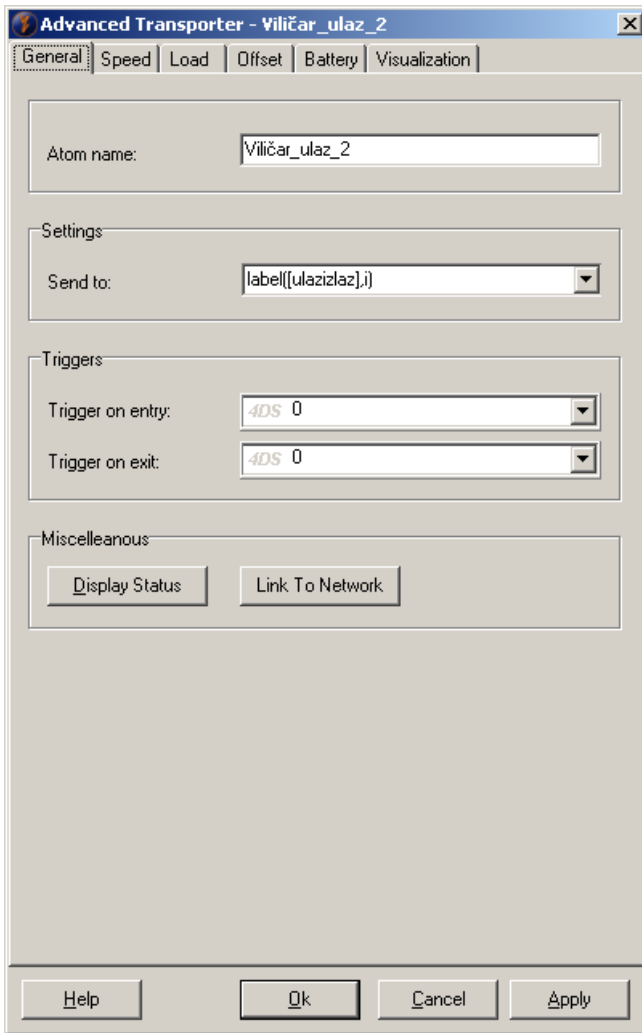 Advanced Transporter - Viličar_ulaz_2
General Speed Load Offset Battery Visualization
Atom name: Viličar_ulaz_2
Settings
Send to: label([ulazizlaz],i)
Triggers
Trigger on entry: 4DS 0
Trigger on exit: 4DS 0
Miscelleanous
Display Status Link To Network
Help Ok Cancel Apply